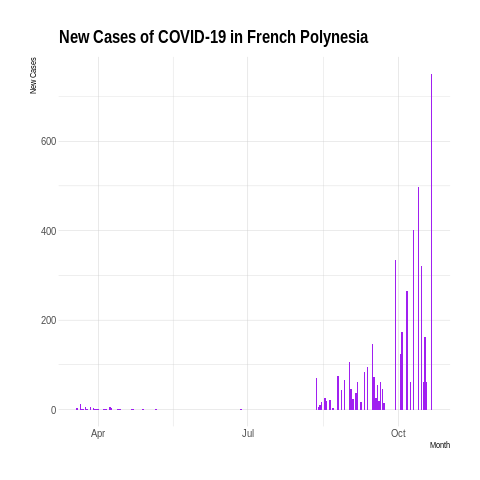 New Cases of COVID-19 in French Polynesia
New Cases
600
400
200
0
Apr
Jul
Oct
Month